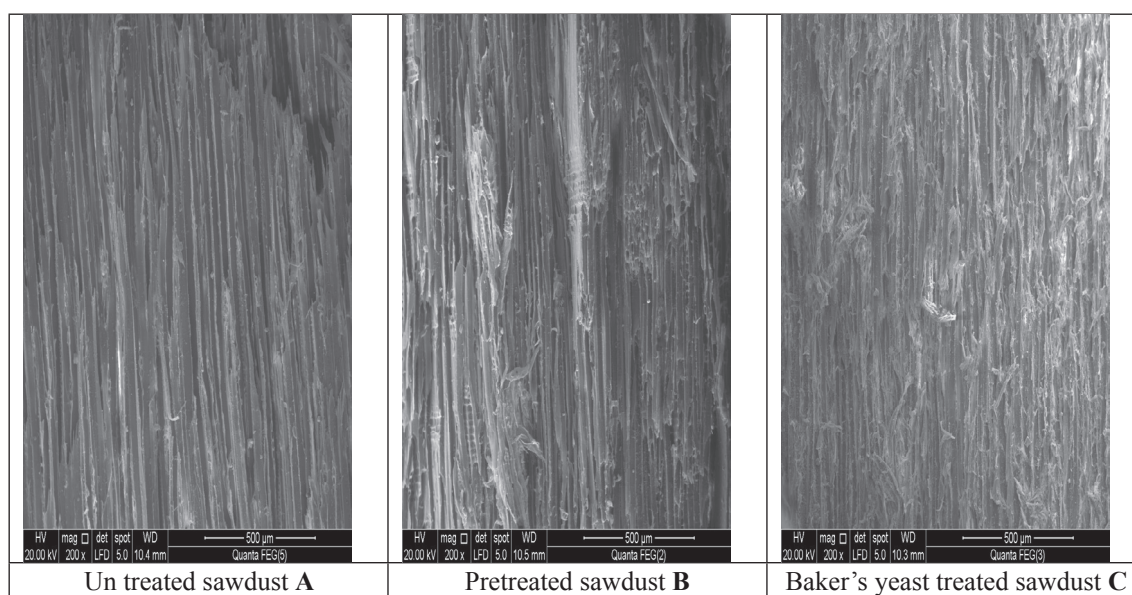 HV mag □ det spot WD 500 µm
20.00 kV 200 x LFD 5.0 10.4 mm Quanta FEG(5)
Un treated sawdust A
HV mag □ det spot WD 500 µm
20.00 kV 200 x LFD 5.0 10.5 mm Quanta FEG(2)
Pretreated sawdust B
HV mag □ det spot WD 500 µm
20.00 kV 200 x LFD 5.0 10.3 mm Quanta FEG(3)
Baker’s yeast treated sawdust C